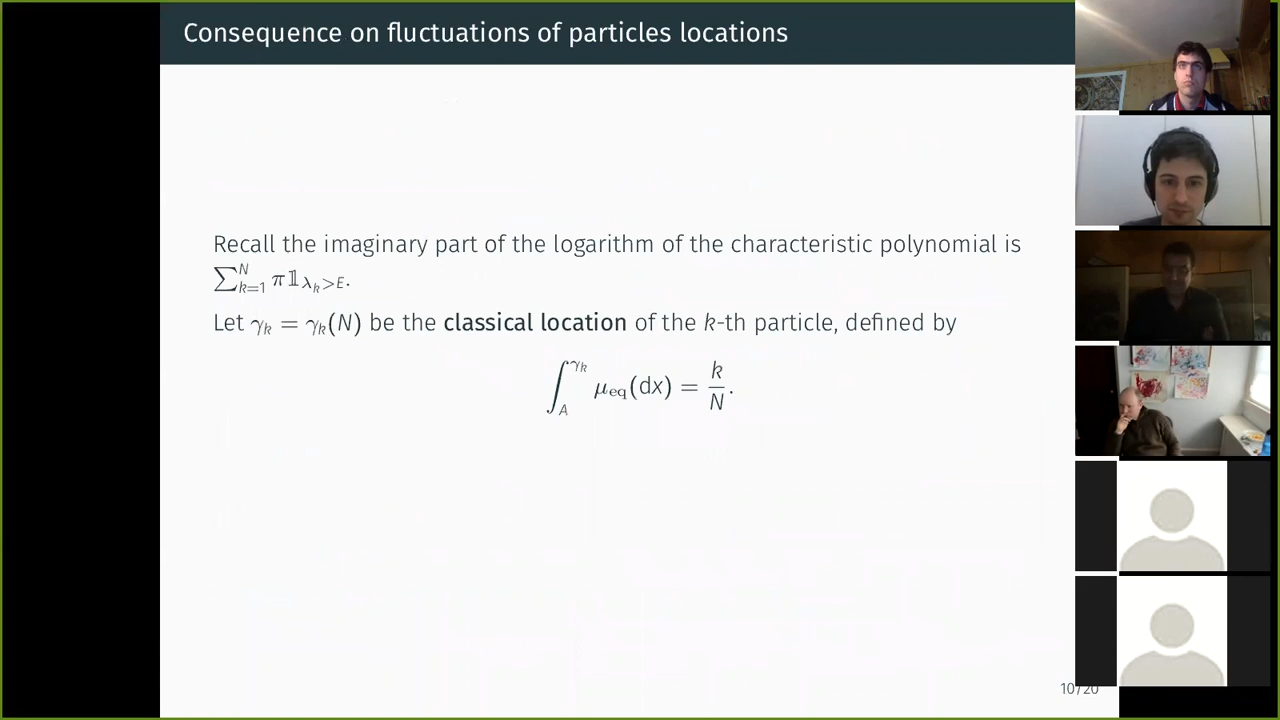 Consequence on fluctuations of particles locations
Recall the imaginary part of the logarithm of the characteristic polynomial is
∑_{k=1}^{N} π𝟙_{λ_k>E}.
Let γ_k = γ_k(N) be the classical location of the k-th particle, defined by
∫_A^{γ_k} μ_eq(dx) = k/N.
10/20